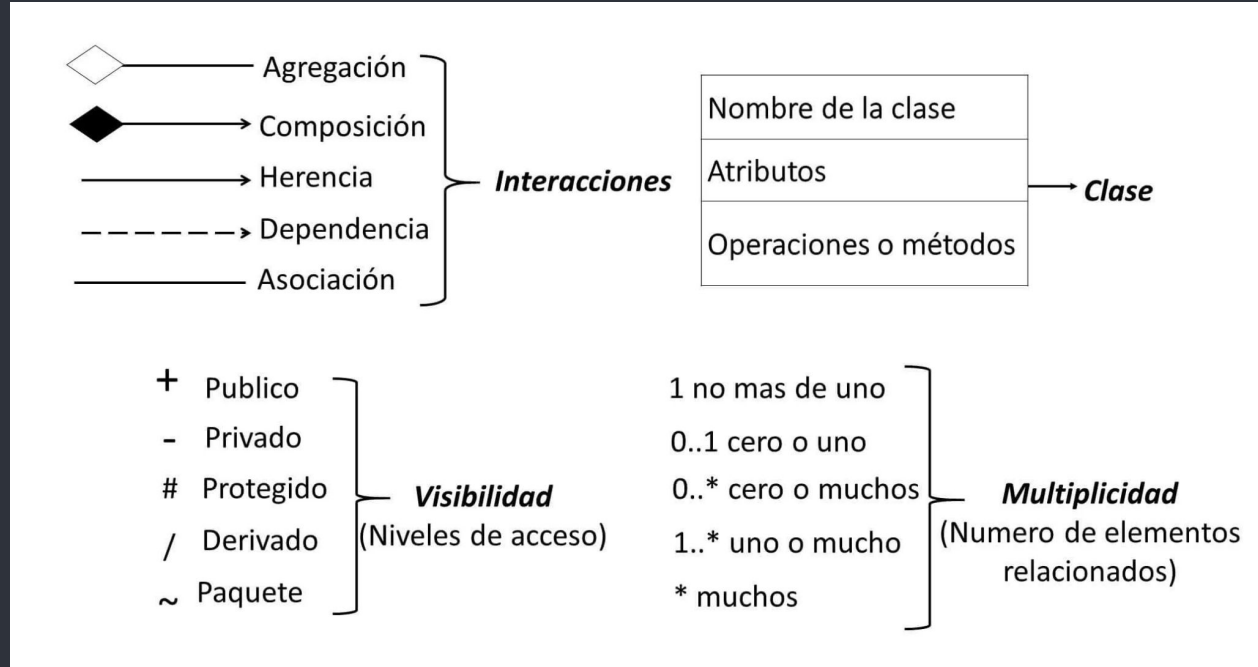 Agregación
Composición
Herencia
Dependencia
Asociación
Interacciones
Nombre de la clase
Atributos
Operaciones o métodos
Clase
+ Publico
- Privado
# Protegido
/ Derivado
~ Paquete
Visibilidad
(Niveles de acceso)
1 no mas de uno
0..1 cero o uno
0..* cero o muchos
1..* uno o mucho
* muchos
Multiplicidad
(Numero de elementos
relacionados)